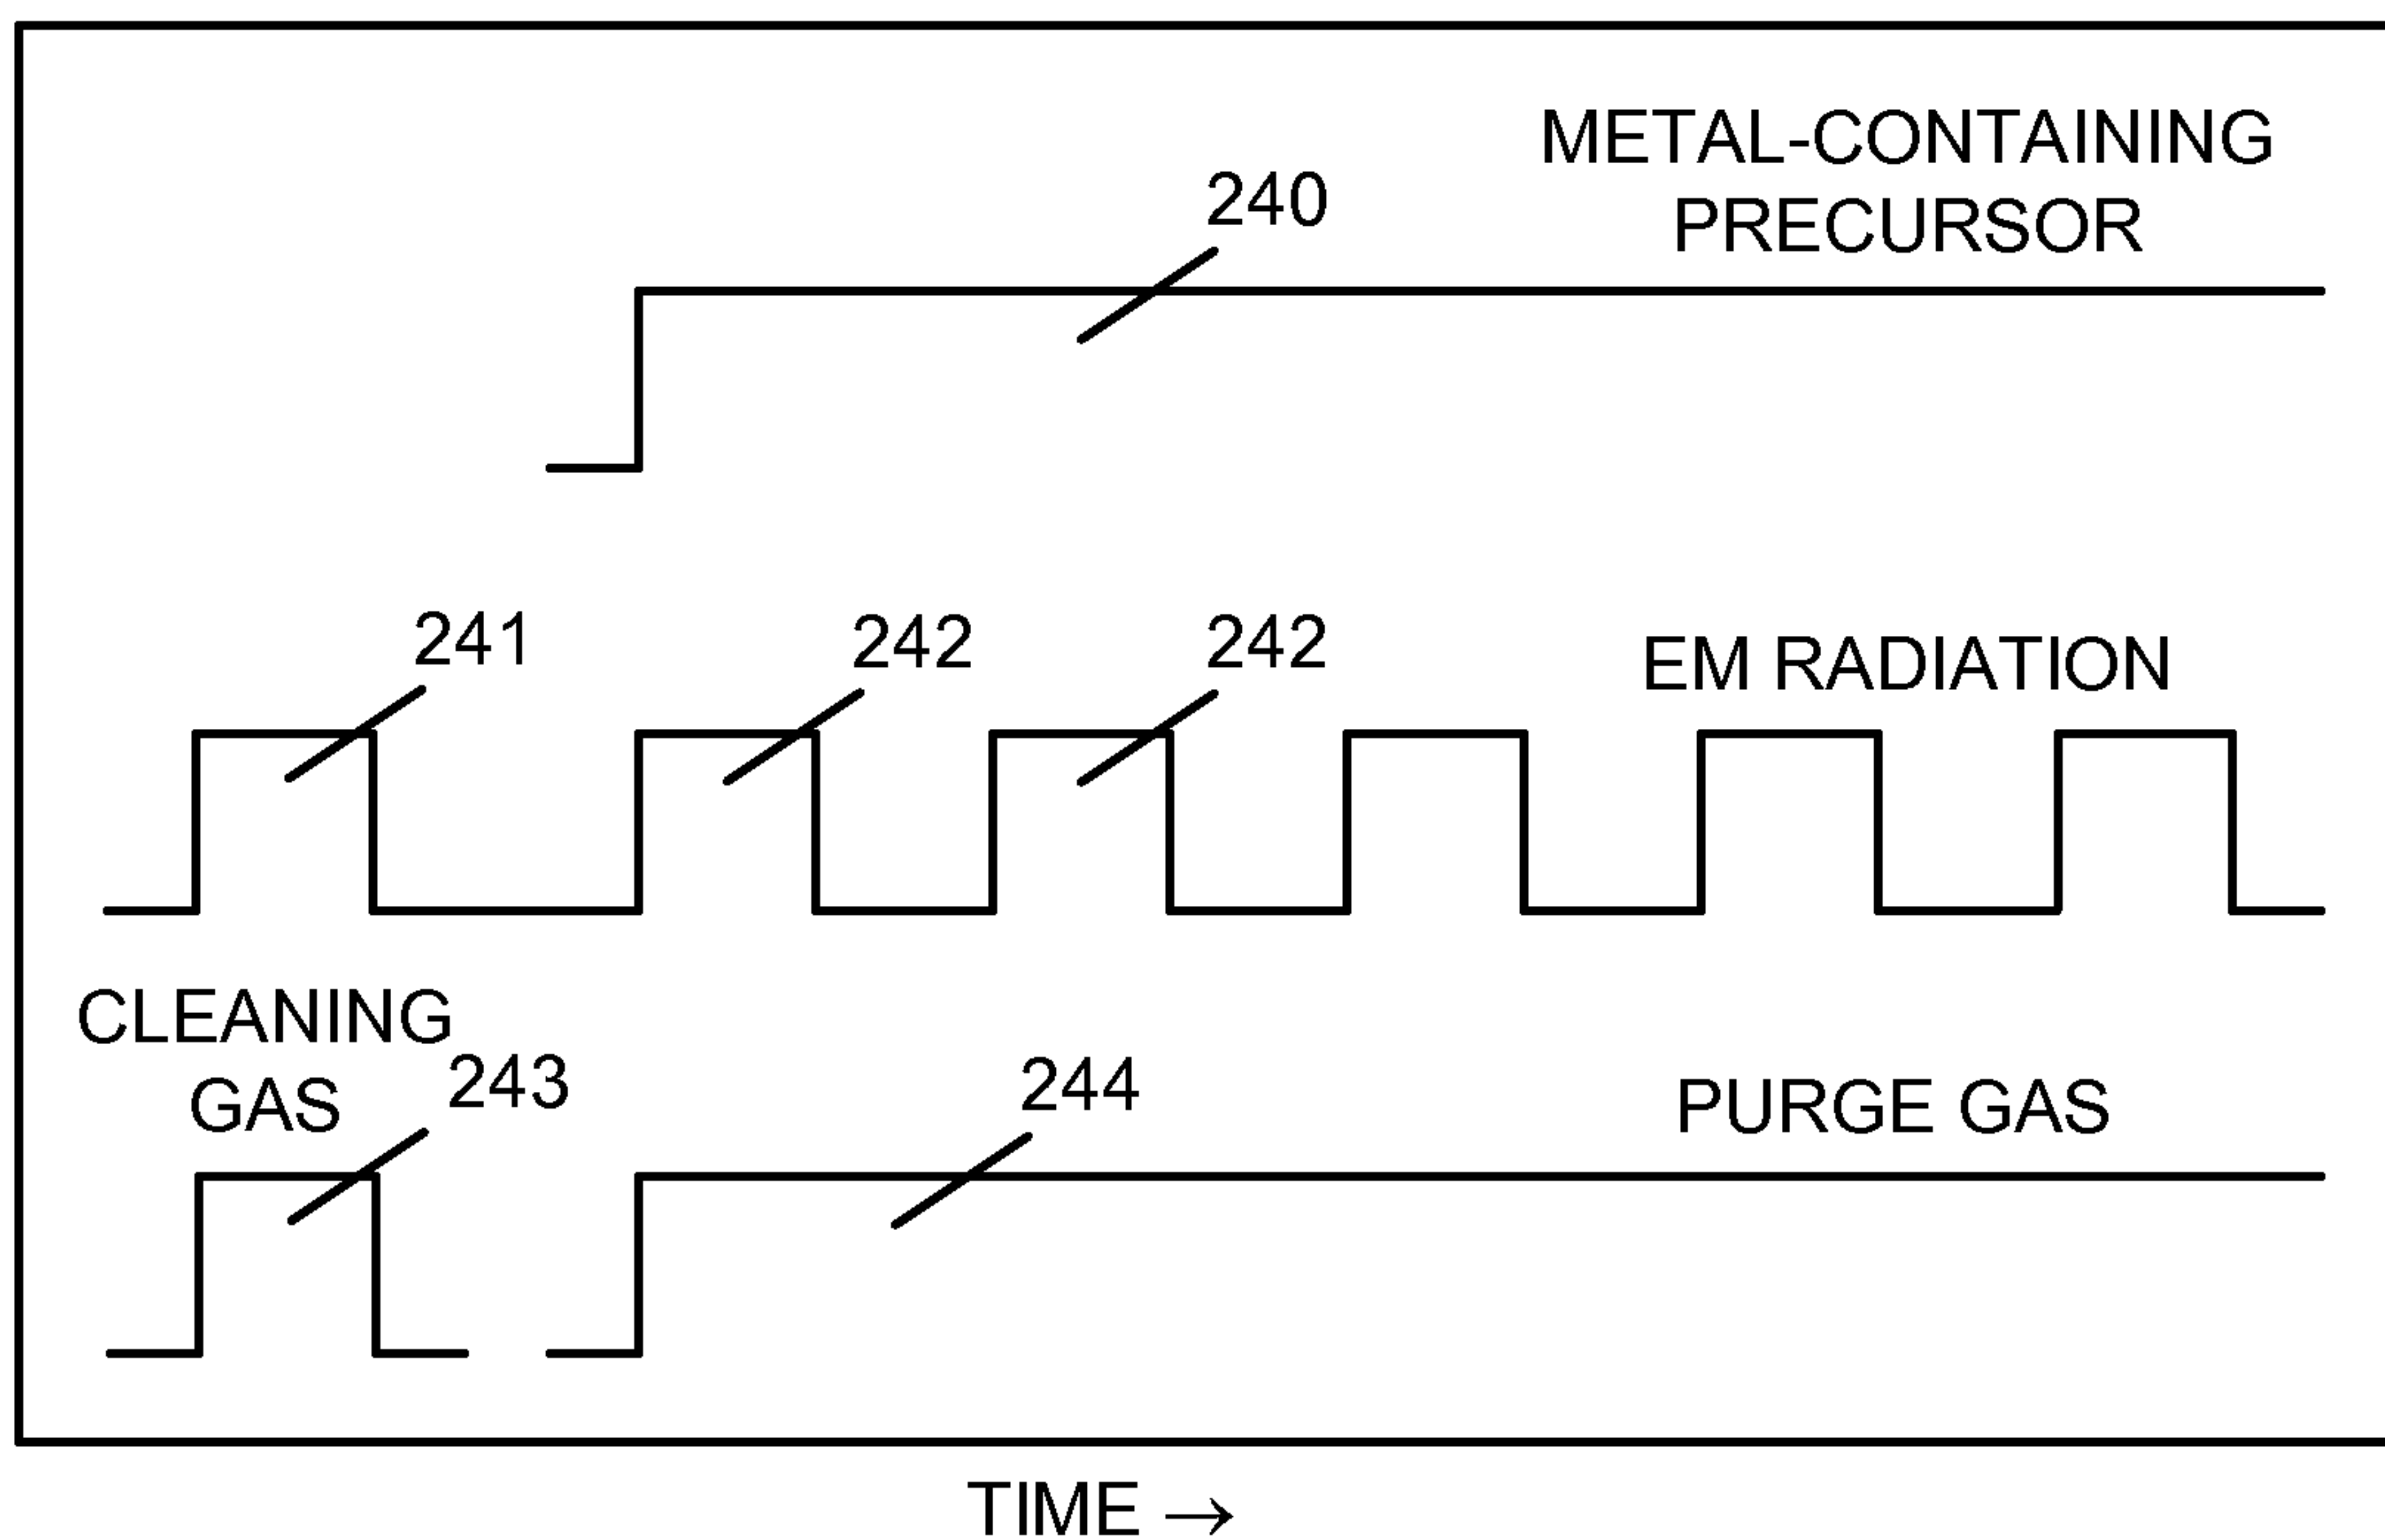 METAL-CONTAINING
PRECURSOR
240
241
242
242
EM RADIATION
CLEANING
GAS
243
244
PURGE GAS
TIME →